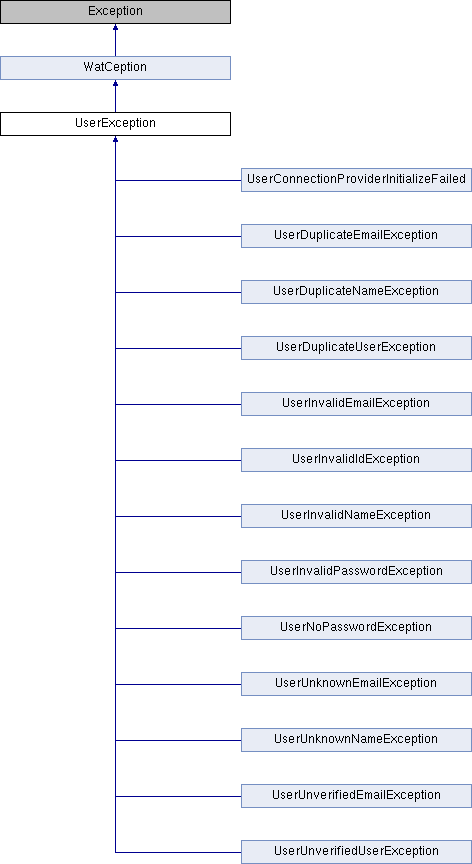 Exception
WatCeption
UserException
UserConnectionProviderInitializeFailed
UserDuplicateEmailException
UserDuplicateNameException
UserDuplicateUserException
UserInvalidEmailException
UserInvalidIdException
UserInvalidNameException
UserInvalidPasswordException
UserNoPasswordException
UserUnknownEmailException
UserUnknownNameException
UserUnverifiedEmailException
UserUnverifiedUserException